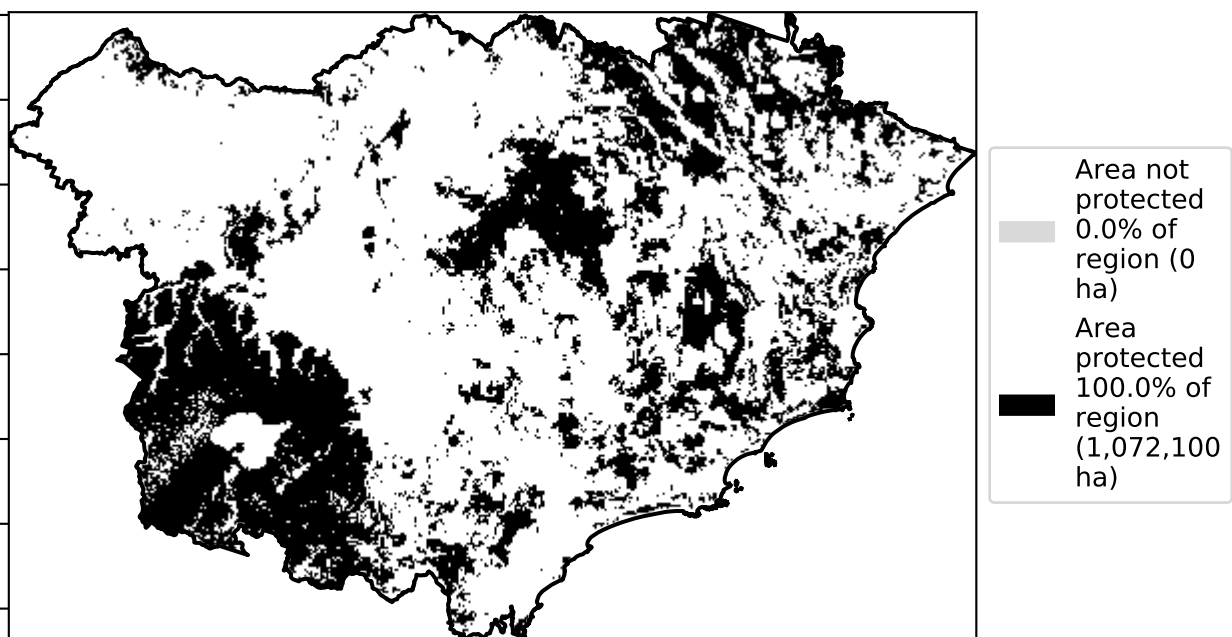 Area not
protected
0.0% of
region (0
ha)
Area
protected
100.0% of
region
(1,072,100
ha)